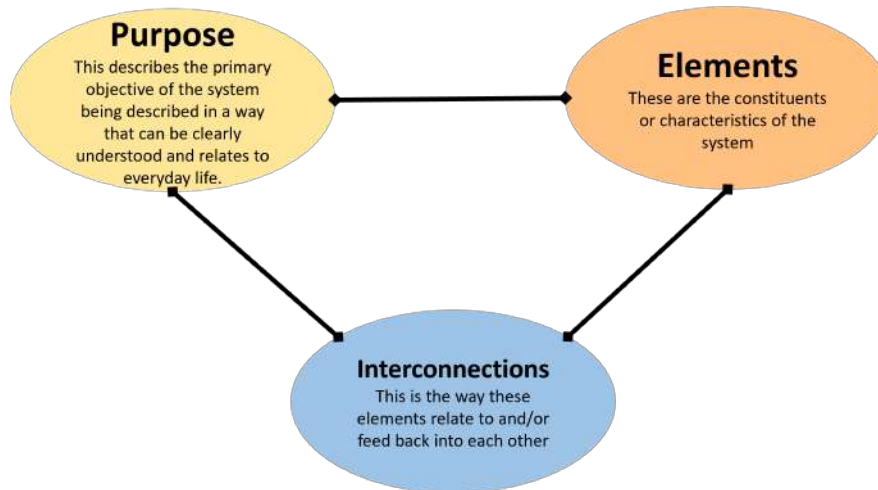 Purpose
This describes the primary
objective of the system
being described in a way
that can be clearly
understood and relates to
everyday life.
Elements
These are the constituents
or characteristics of the
system
Interconnections
This is the way these
elements relate to and/or
feed back into each other